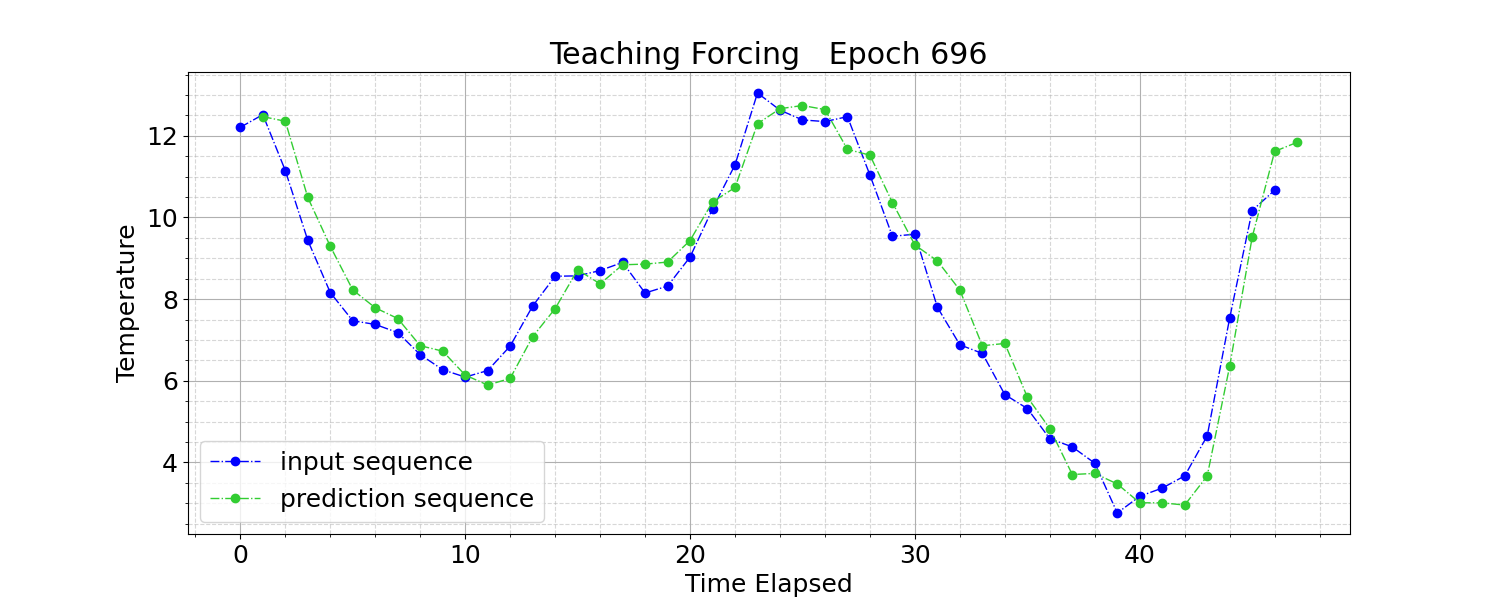 Teaching Forcing   Epoch 696
Temperature
12
10
8
6
4
input sequence
prediction sequence
0 10 20 30 40
Time Elapsed